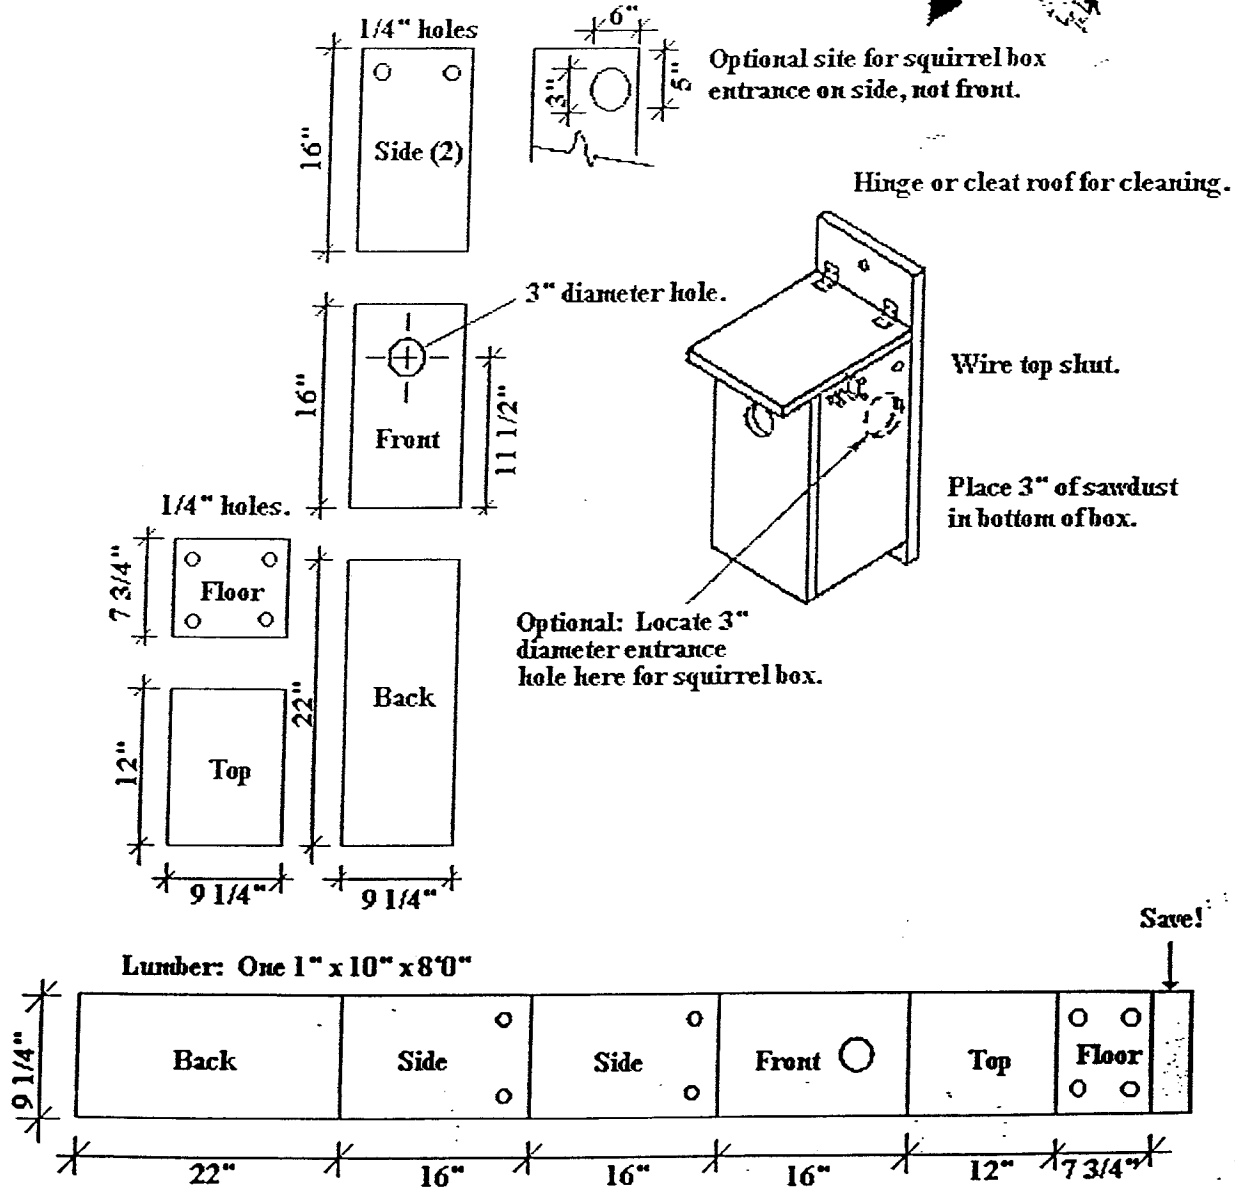 1/4" holes
6"
Optional site for squirrel box
entrance on side, not front.
3"
5"
16"
Side (2)
Hinge or cleat roof for cleaning.
3" diameter hole.
16"
Front
11 1/2"
Wire top shut.
Place 3" of sawdust
in bottom of box.
1/4" holes.
7 3/4"
Floor
Optional: Locate 3"
diameter entrance
hole here for squirrel box.
22"
Back
12"
Top
9 1/4"
9 1/4"
Save!
Lumber: One 1" x 10" x 8'0"
9 1/4"
Back
Side
Side
Front
Top
Floor
22"
16"
16"
16"
12"
7 3/4"